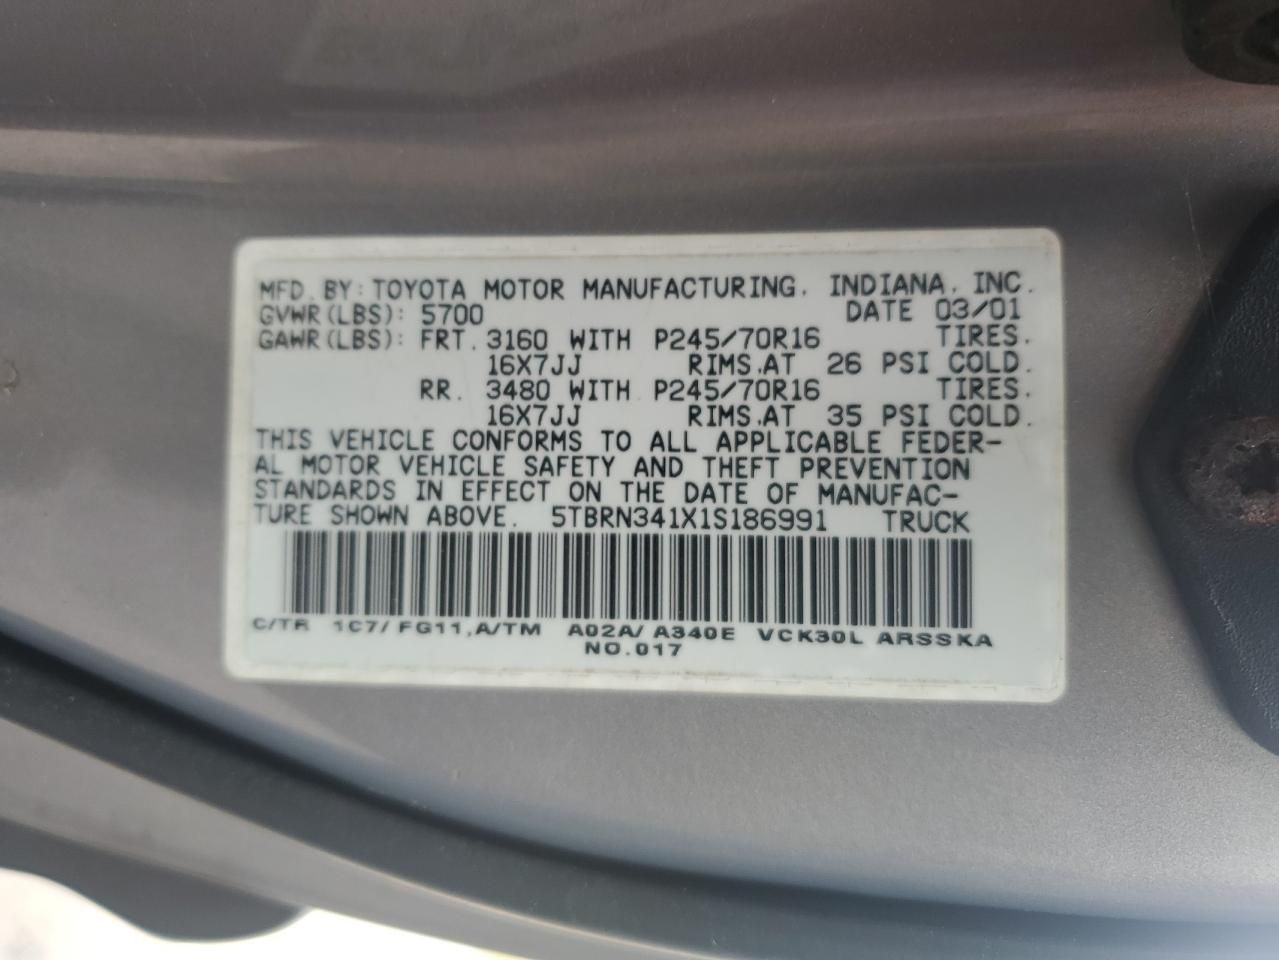 MFD. BY: TOYOTA MOTOR MANUFACTURING, INDIANA, INC.
GVWR(LBS): 5700 DATE 03/01
GAWR(LBS): FRT. 3160 WITH P245/70R16 TIRES.
16X7JJ RIMS,AT 26 PSI COLD.
RR. 3480 WITH P245/70R16 TIRES.
16X7JJ RIMS,AT 35 PSI COLD.
THIS VEHICLE CONFORMS TO ALL APPLICABLE FEDER-
AL MOTOR VEHICLE SAFETY AND THEFT PREVENTION
STANDARDS IN EFFECT ON THE DATE OF MANUFAC-
TURE SHOWN ABOVE. 5TBRN341X1S186991 TRUCK
C/TR 1C7/FG11,A/TM A02A/A340E VCK30L ARSSKA
NO.017